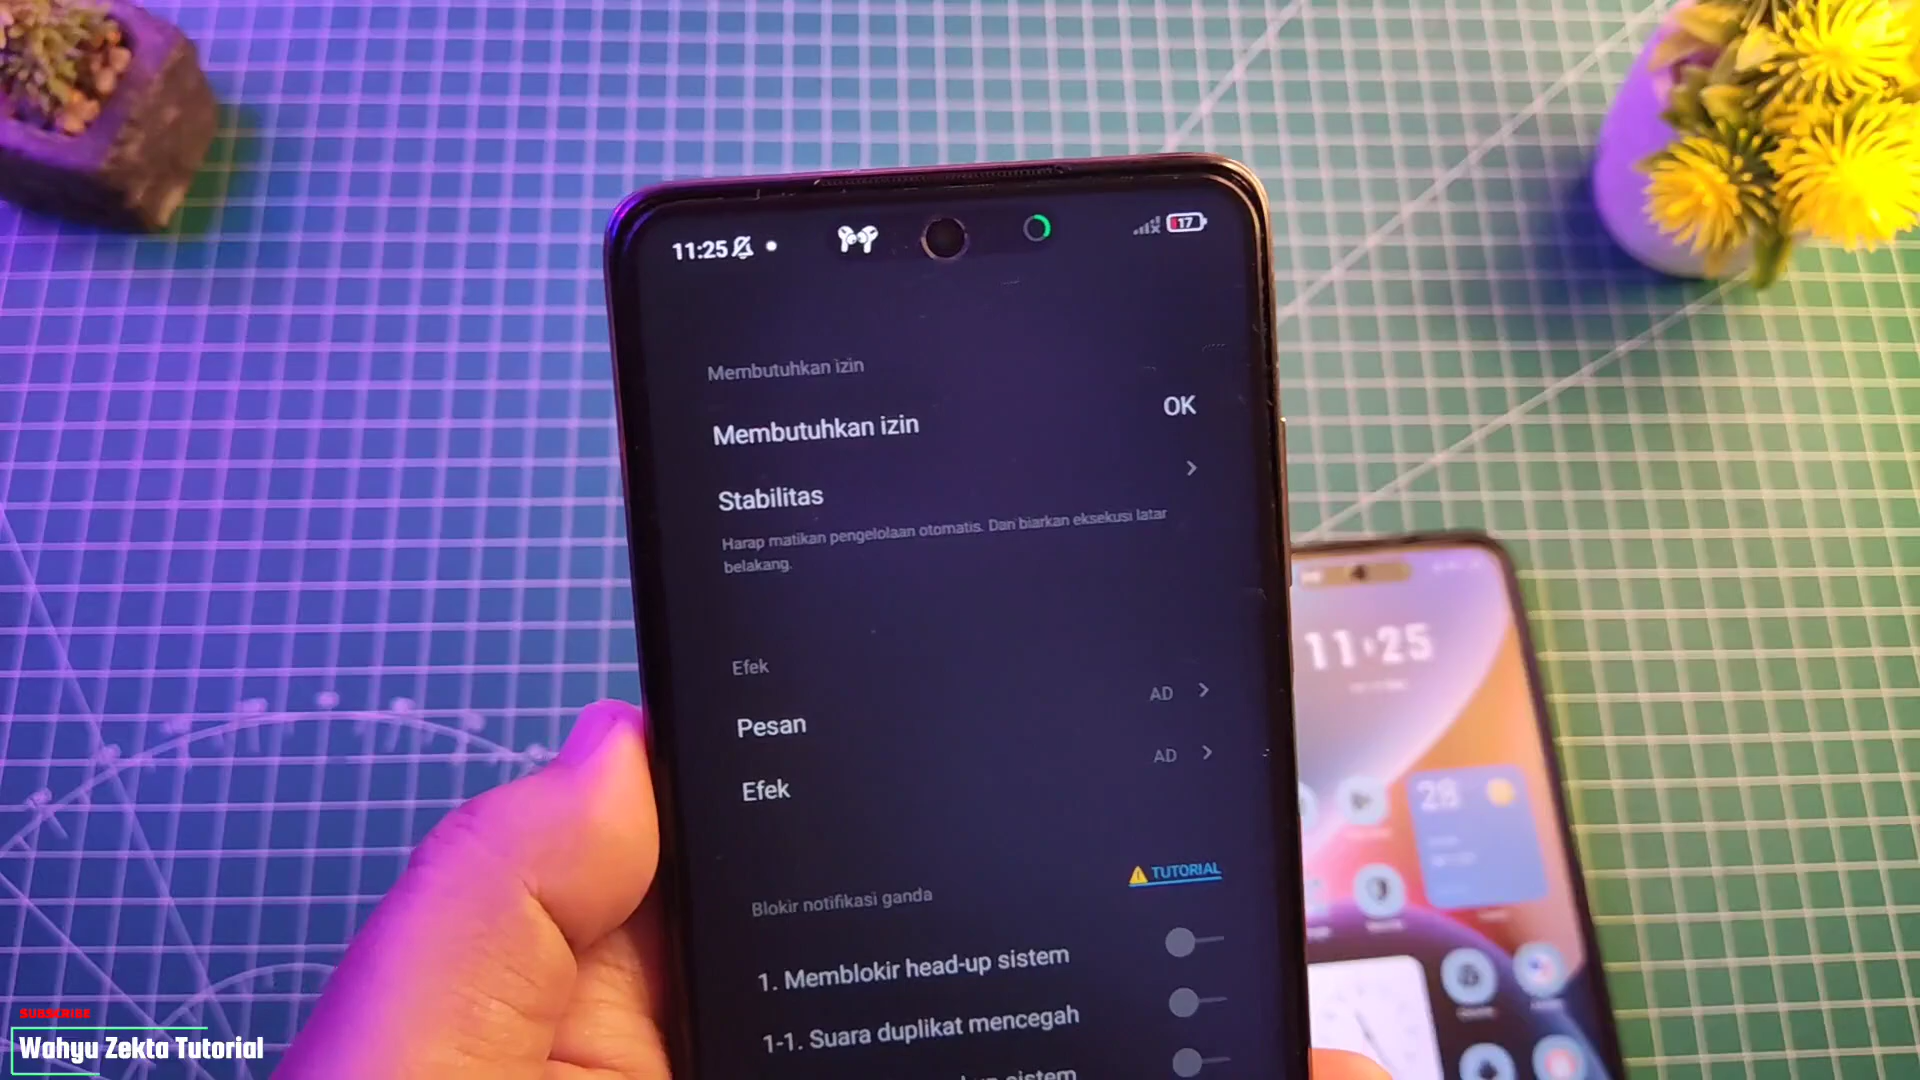 11:25
17
Membutuhkan izin
Membutuhkan izin
OK
Stabilitas
Harap matikan pengelolaan otomatis. Dan biarkan eksekusi latar
belakang.
Efek
Pesan
AD
Efek
AD
Blokir notifikasi ganda
TUTORIAL
1. Memblokir head-up sistem
1-1. Suara duplikat mencegah
sistem
11:25
28
SUBSCRIBE
Wahyu Zekta Tutorial